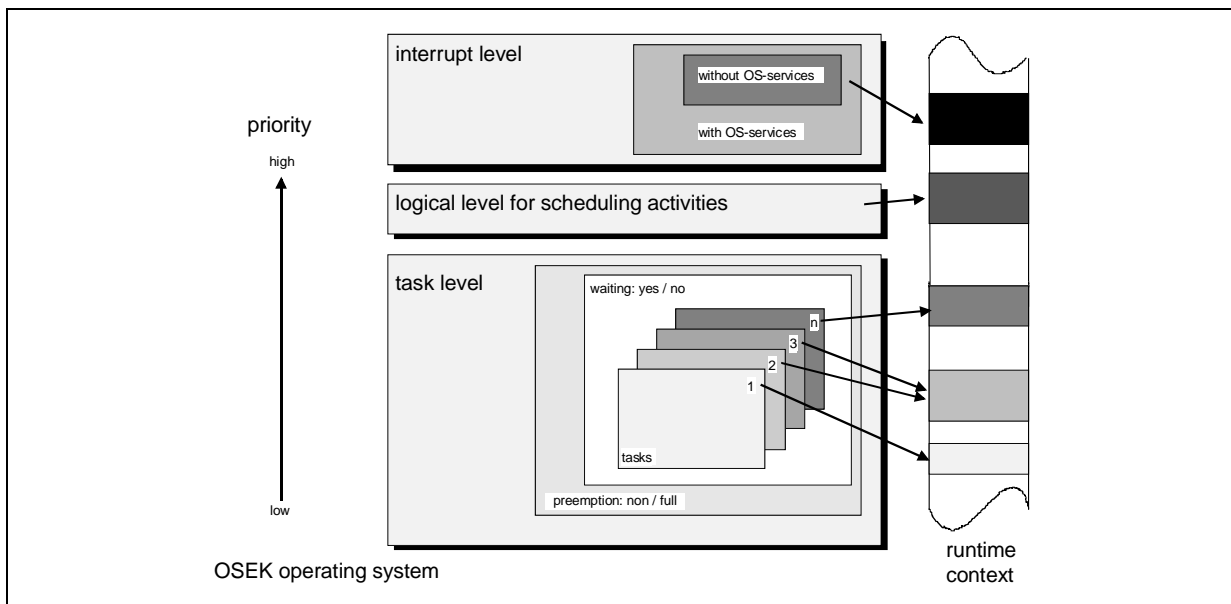 interrupt level
without OS-services
with OS-services
priority
high
logical level for scheduling activities
task level
waiting: yes / no
n
3
2
1
tasks
preemption: non / full
low
OSEK operating system
runtime
context